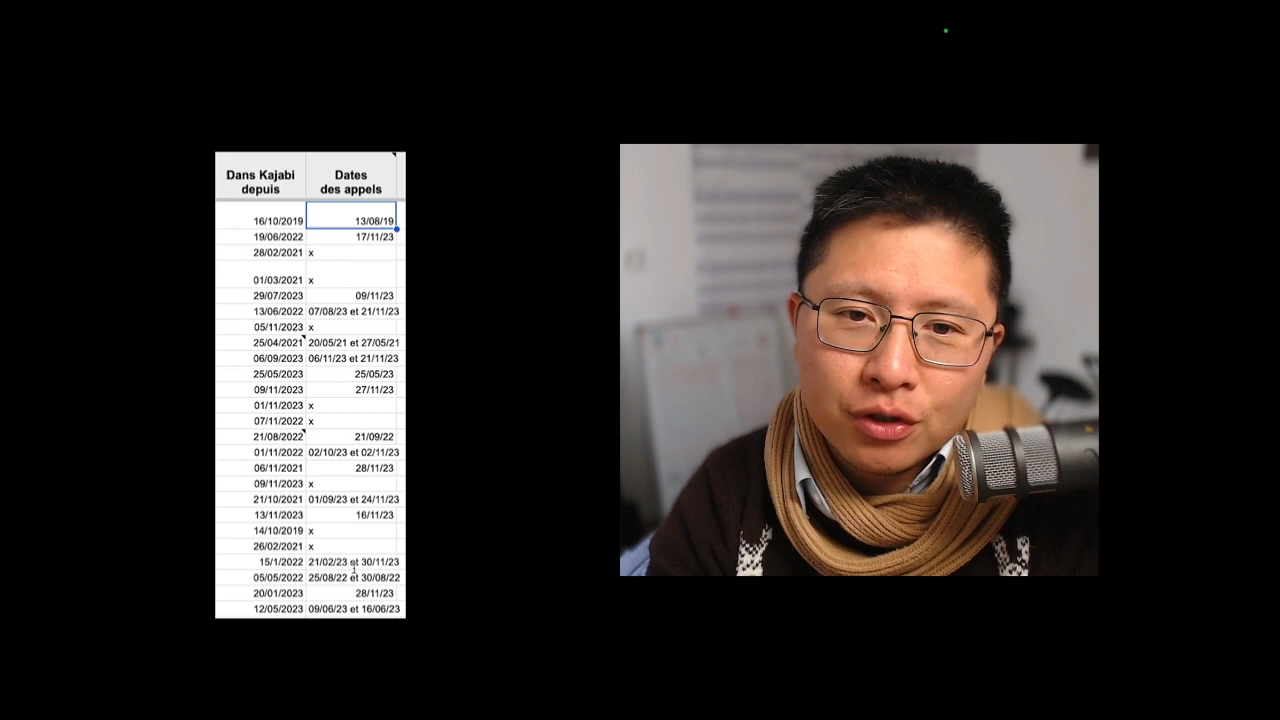 Dans Kajabi depuis Dates des appels
16/10/2019 13/08/19
19/06/2022 17/11/23
28/02/2021 x
01/03/2021 x
29/07/2023 09/11/23
13/06/2022 07/08/23 et 21/11/23
05/11/2023 x
25/04/2021 20/05/21 et 27/05/21
06/09/2023 06/11/23 et 21/11/23
25/05/2023 25/05/23
09/11/2023 27/11/23
01/11/2023 x
07/11/2022 x
21/08/2022 21/09/22
01/11/2022 02/10/23 et 02/11/23
06/11/2021 28/11/23
09/11/2023 x
21/10/2021 01/09/23 et 24/11/23
13/11/2023 16/11/23
14/10/2019 x
26/02/2021 x
15/1/2022 21/02/23 et 30/11/23
05/05/2022 25/08/22 et 30/08/22
20/01/2023 28/11/23
12/05/2023 09/06/23 et 16/06/23